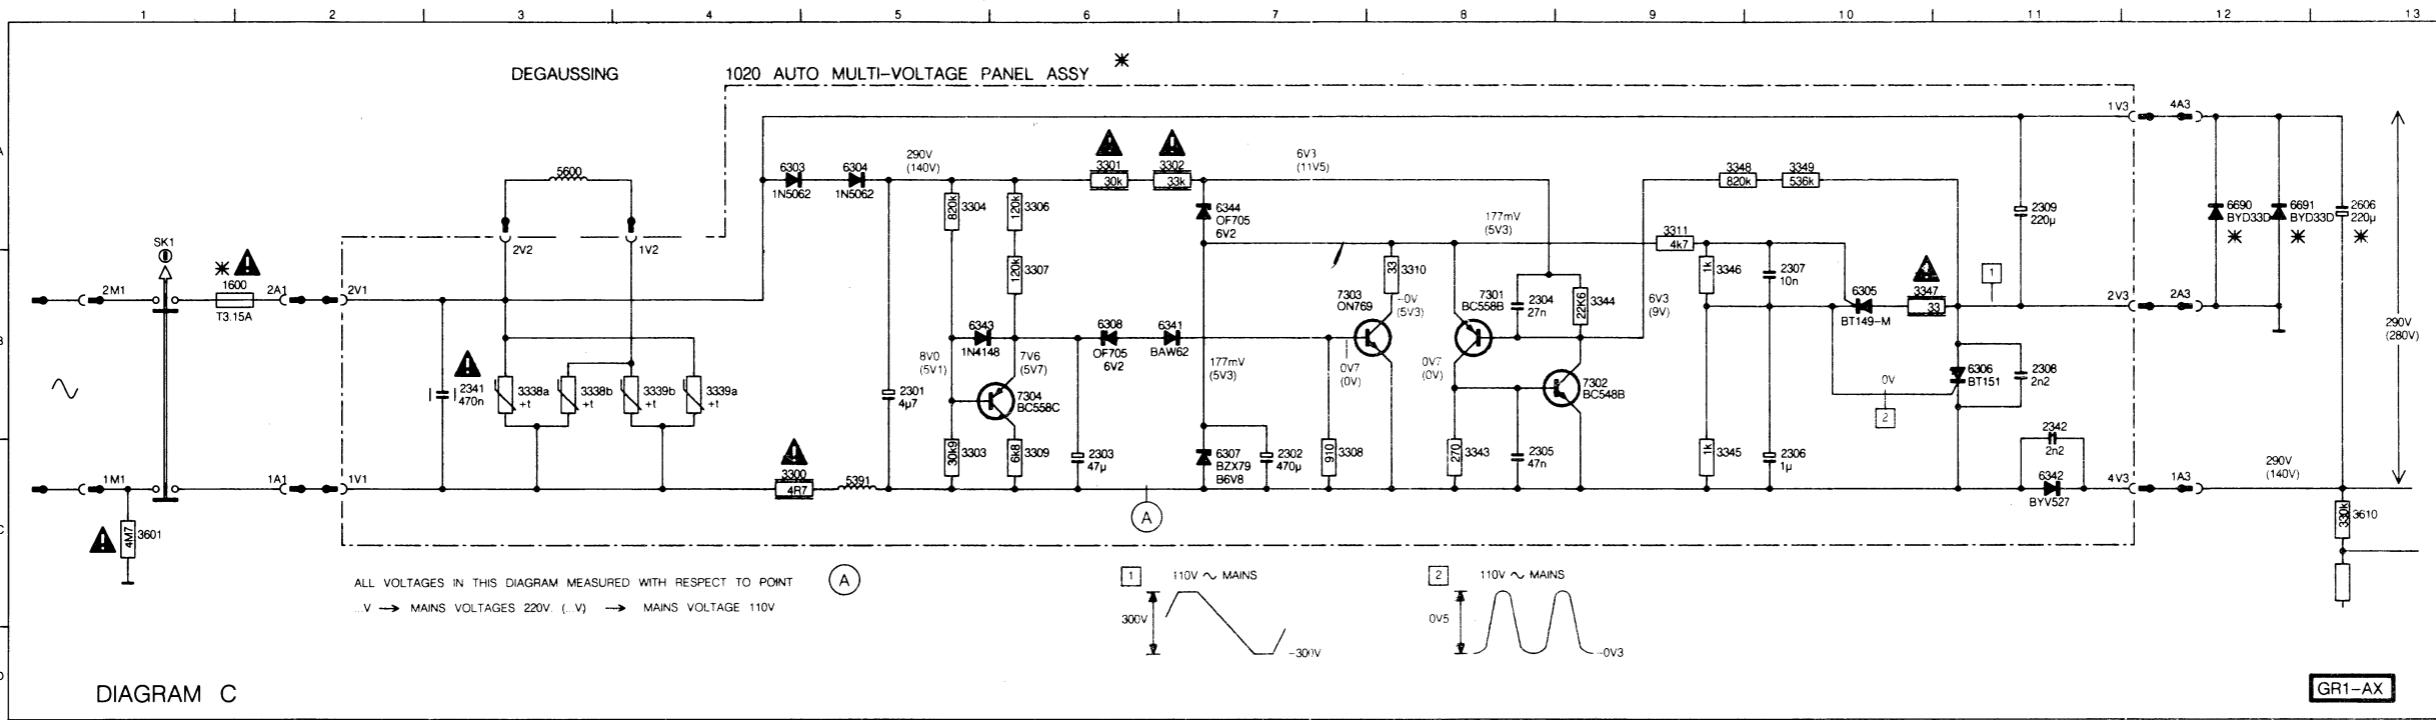 1 2 3 4 5 6 7 8 9 10 11 12 13
DEGAUSSING
1020 AUTO MULTI-VOLTAGE PANEL ASSY *
A
B
C
D
1V3 4A3
5600
2V2
1V2
6303
1N5062
6304
1N5062
290V
(140V)
3301
30k
3302
33k
6V3
(11V5)
3348
820k
3349
536k
820k 3304
120k 3306
120k 3307
6344
OF705
6V2
177mV
(5V3)
3311
4k7
2309
220µ
6690
BYD33D
*
6691
BYD33D
*
2606
220µ
*
SK1
*
1600
T3.15A
2M1
2A1
2V1
33 3310
~0V
(5V3)
7303
ON769
7301
BC558B
2304
27n
22K6 3344
6V3
(9V)
1k 3346
2307
10n
6305
BT149-M
3347
33
1
2V3 2A3
290V
(280V)
6343
1N4148
8V0
(5V1)
7V6
(5V7)
6308
OF705
6V2
6341
BAW62
177mV
(5V3)
0V7
(0V)
0V7
(0V)
2341
470n
3338a
+t
3338b
+t
3339b
+t
3339a
+t
2301
4µ7
7304
BC558C
7302
BC548B
0V
2
6306
BT151
2308
2n2
30k9 3303
6k8 3309
2303
47µ
6307
BZX79
B6V8
2302
470µ
910 3308
270 3343
2305
47n
1k 3345
2306
1µ
2342
2n2
6342
BYV527
1M1
1A1
1V1
3300
4R7
5391
4V3 1A3
290V
(140V)
A
4M7 3601
330k 3610
ALL VOLTAGES IN THIS DIAGRAM MEASURED WITH RESPECT TO POINT A
...V → MAINS VOLTAGES 220V. (...V) → MAINS VOLTAGE 110V
1 110V ~ MAINS
300V
-300V
2 110V ~ MAINS
0V5
-0V3
DIAGRAM C
GR1-AX